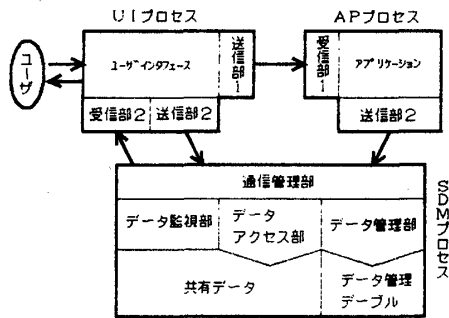 UIプロセス
APプロセス
ユーザ
ユーザインタフェース
送信部1
受信部1
アプリケーション
受信部2
送信部2
送信部2
通信管理部
SDMプロセス
データ監視部
データ
アクセス部
データ管理部
共有データ
データ管理
テーブル